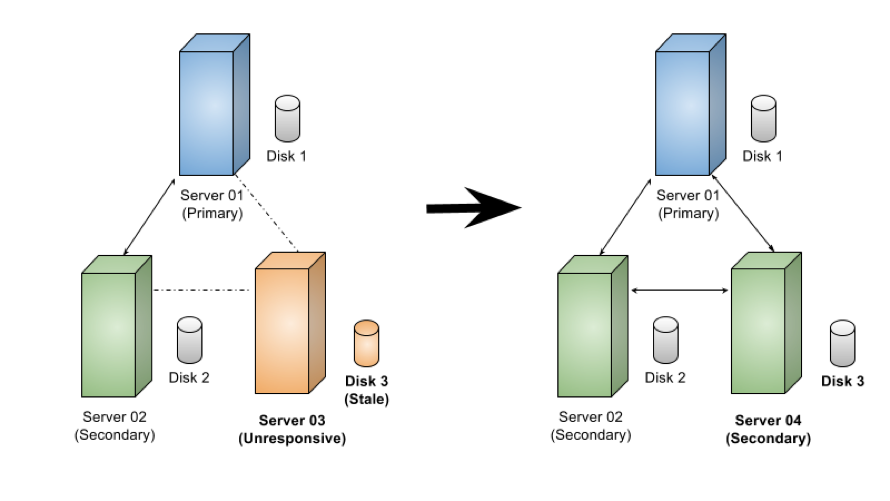 Disk 1
Server 01
(Primary)
Disk 2
Server 02
(Secondary)
Disk 3
(Stale)
Server 03
(Unresponsive)
Disk 1
Server 01
(Primary)
Disk 2
Server 02
(Secondary)
Disk 3
Server 04
(Secondary)